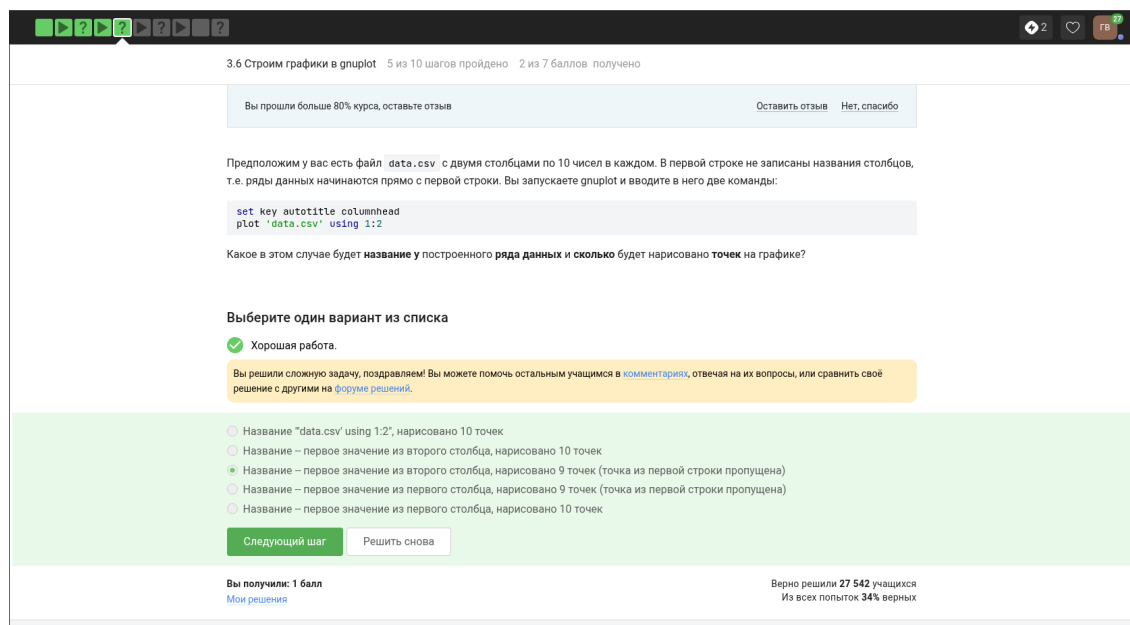 ? ? ? ?
2
ГВ
27
3.6 Строим графики в gnuplot 5 из 10 шагов пройдено 2 из 7 баллов получено
Вы прошли больше 80% курса, оставьте отзыв Оставить отзыв Нет, спасибо
Предположим у вас есть файл data.csv с двумя столбцами по 10 чисел в каждом. В первой строке не записаны названия столбцов,
т.е. ряды данных начинаются прямо с первой строки. Вы запускаете gnuplot и вводите в него две команды:
set key autotitle columnhead
plot 'data.csv' using 1:2
Какое в этом случае будет название у построенного ряда данных и сколько будет нарисовано точек на графике?
Выберите один вариант из списка
Хорошая работа.
Вы решили сложную задачу, поздравляем! Вы можете помочь остальным учащимся в комментариях, отвечая на их вопросы, или сравнить своё
решение с другими на форуме решений.
Название "'data.csv' using 1:2", нарисовано 10 точек
Название – первое значение из второго столбца, нарисовано 10 точек
Название – первое значение из второго столбца, нарисовано 9 точек (точка из первой строки пропущена)
Название – первое значение из первого столбца, нарисовано 9 точек (точка из первой строки пропущена)
Название – первое значение из первого столбца, нарисовано 10 точек
Следующий шаг Решить снова
Вы получили: 1 балл
Мои решения
Верно решили 27 542 учащихся
Из всех попыток 34% верных